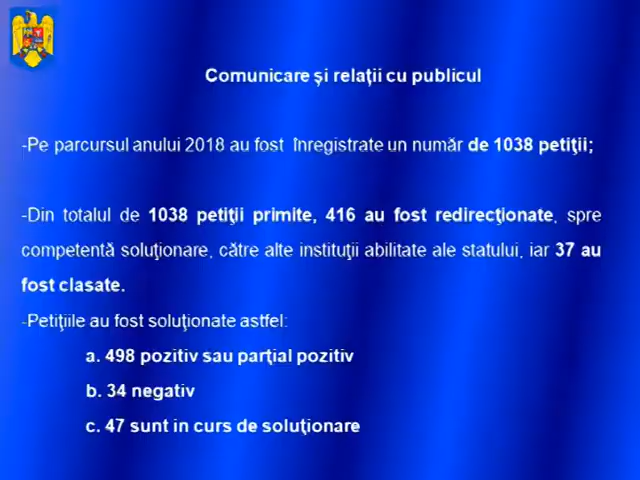 Comunicare și relaţii cu publicul
-Pe parcursul anului 2018 au fost înregistrate un număr de 1038 petiţii;
-Din totalul de 1038 petiţii primite, 416 au fost redirecţionate, spre
competentă soluţionare, către alte instituţii abilitate ale statului, iar 37 au
fost clasate.
-Petiţiile au fost soluţionate astfel:
a. 498 pozitiv sau parţial pozitiv
b. 34 negativ
c. 47 sunt in curs de soluţionare